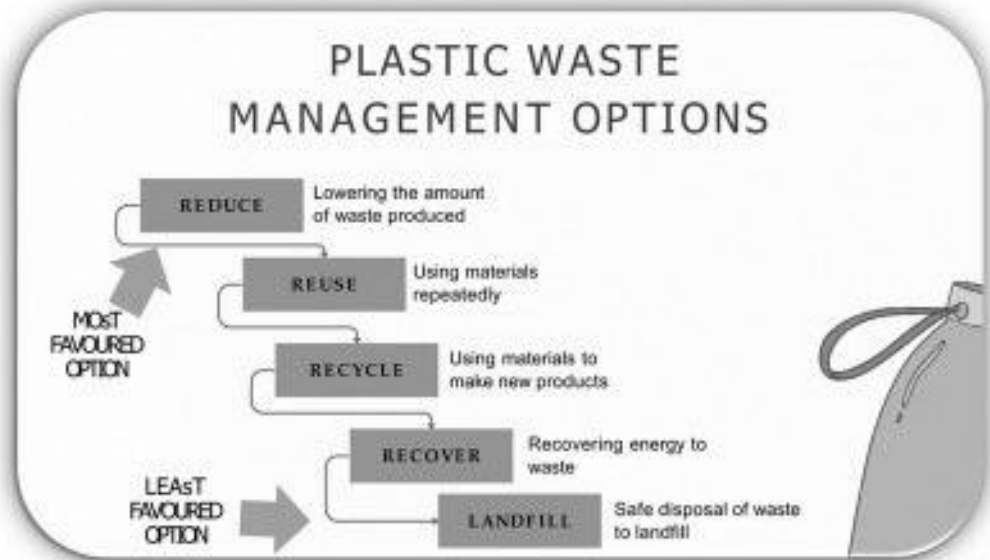 PLASTIC WASTE
MANAGEMENT OPTIONS
REDUCE
Lowering the amount
of waste produced
REUSE
Using materials
repeatedly
MOsT
FAVOURED
OPTION
RECYCLE
Using materials to
make new products
RECOVER
Recovering energy to
waste
LEAsT
FAVOURED
OPTION
LANDFILL
Safe disposal of waste
to landfill